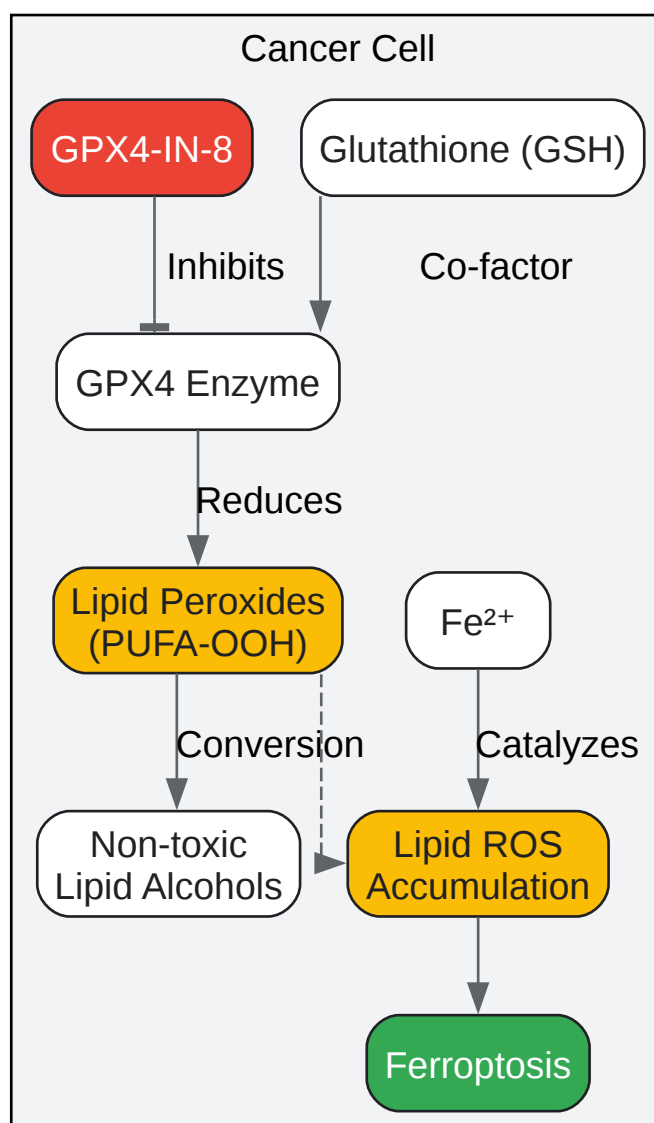 Cancer Cell
GPX4-IN-8
Glutathione (GSH)
Inhibits
Co-factor
GPX4 Enzyme
Reduces
Lipid Peroxides
(PUFA-OOH)
Fe²⁺
Conversion
Catalyzes
Non-toxic
Lipid Alcohols
Lipid ROS
Accumulation
Ferroptosis